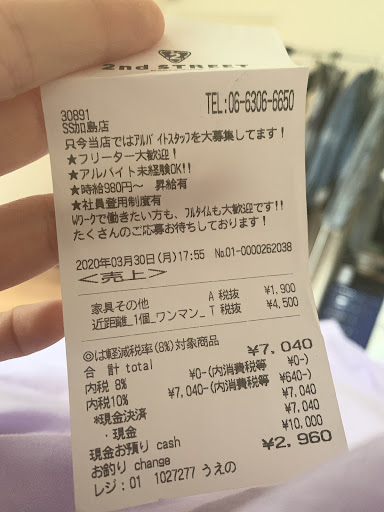 2nd STREET
TEL:06-6306-6650
30891
SS加島店
只今当店ではアルバイトスタッフを大募集してます!
★フリーター大歓迎!
★アルバイト未経験OK!!
★時給980円~ 昇給有
★社員登用制度有
Wワークで働きたい方も、フルタイムも大歓迎です!!
たくさんのご応募お待ちしております!
2020年03月30日(月)17:55 No.01-0000262038
<売上>
家具その他 A 税抜 ¥1,900
近距離_1個_ワンマン_T 税抜 ¥4,500
◎は軽減税率(8%)対象商品
合 計 total ¥7,040
内税 8% ¥0-(内消費税等 ¥0-)
内税10% ¥7,040-(内消費税等 ¥640-)
*現金決済 ¥7,040
・現金 ¥7,040
現金お預り cash ¥10,000
お釣り change ¥2,960
レジ:01 1027277 うえの